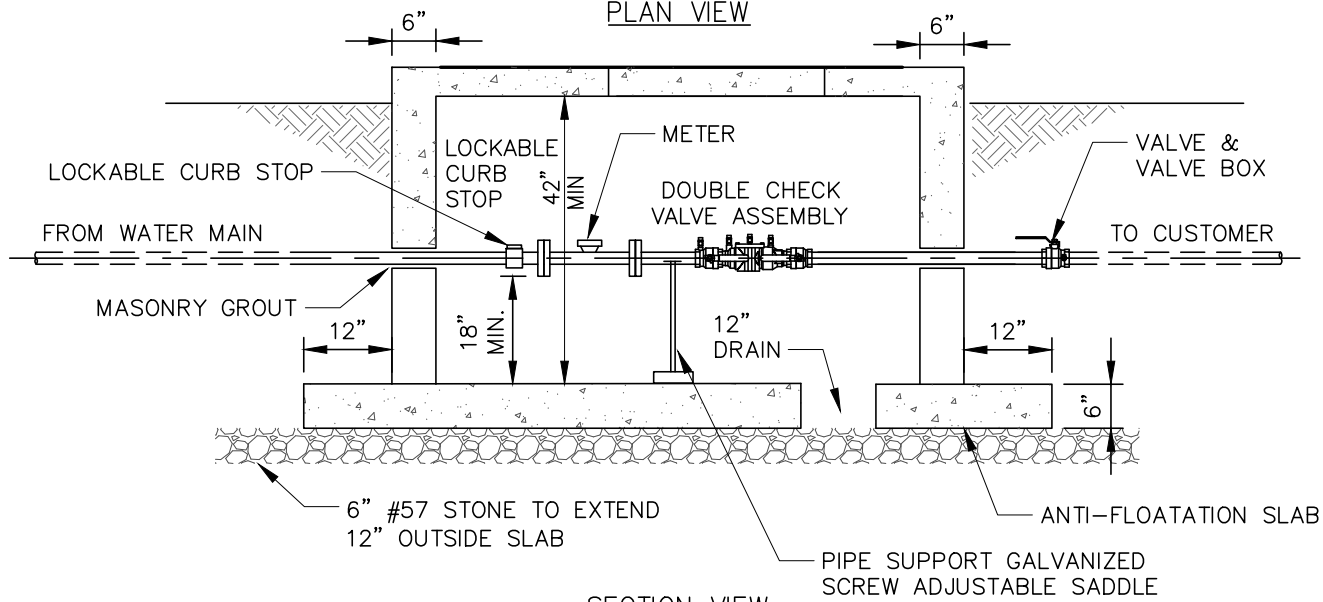 PLAN VIEW
6"
6"
LOCKABLE CURB STOP
LOCKABLE
CURB
STOP
42"
MIN
METER
DOUBLE CHECK
VALVE ASSEMBLY
VALVE &
VALVE BOX
FROM WATER MAIN
TO CUSTOMER
MASONRY GROUT
12"
18"
MIN.
12"
DRAIN
12"
6"
6" #57 STONE TO EXTEND
12" OUTSIDE SLAB
ANTI-FLOATATION SLAB
PIPE SUPPORT GALVANIZED
SCREW ADJUSTABLE SADDLE
SECTION VIEW